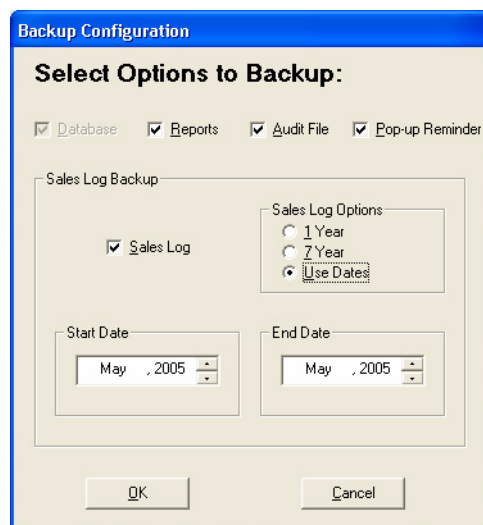 Backup Configuration
Select Options to Backup:
Database Reports Audit File Pop-up Reminder
Sales Log Backup
Sales Log
Sales Log Options
1 Year
7 Year
Use Dates
Start Date
May , 2005
End Date
May , 2005
OK Cancel